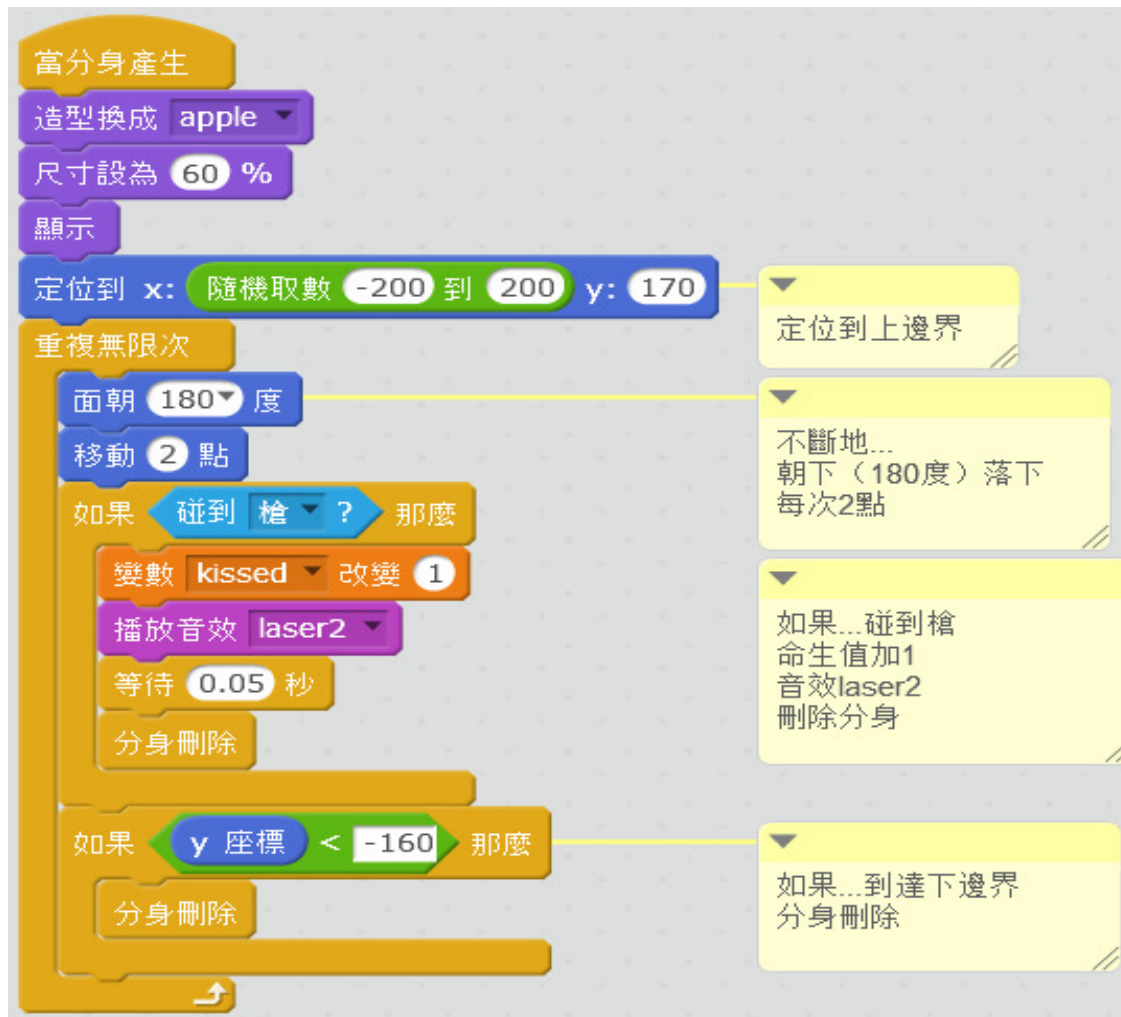 當分身產生
造型換成 apple
尺寸設為 60 %
顯示
定位到 x: 隨機取數 -200 到 200 y: 170
定位到上邊界
重複無限次
面朝 180 度
移動 2 點
不斷地...
朝下（180度）落下
每次2點
如果 碰到 槍 ? 那麼
變數 kissed 改變 1
播放音效 laser2
等待 0.05 秒
分身刪除
如果...碰到槍
命生值加1
音效laser2
刪除分身
如果 y 座標 < -160 那麼
分身刪除
如果...到達下邊界
分身刪除